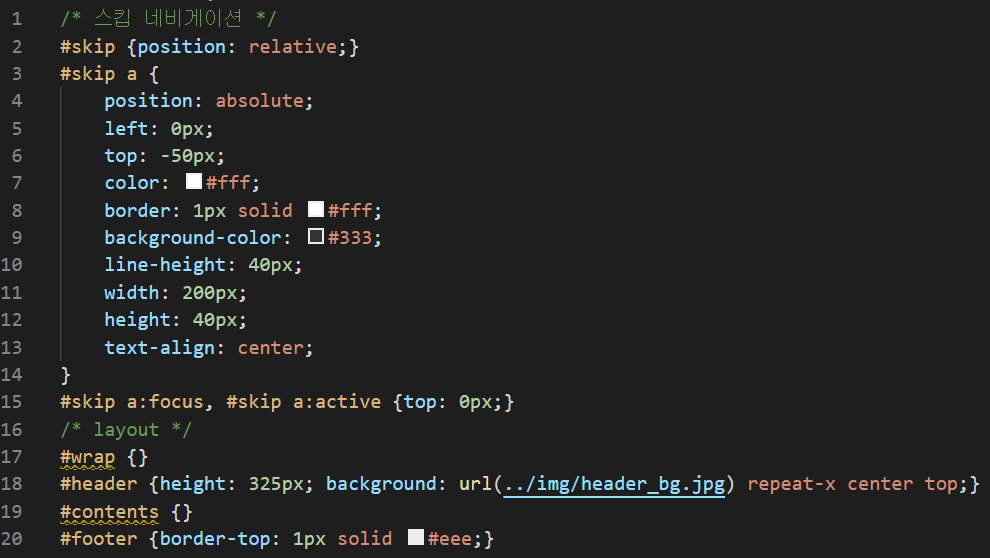 1 /* 스킵 네비게이션 */
2 #skip {position: relative;}
3 #skip a {
4 position: absolute;
5 left: 0px;
6 top: -50px;
7 color: #fff;
8 border: 1px solid #fff;
9 background-color: #333;
10 line-height: 40px;
11 width: 200px;
12 height: 40px;
13 text-align: center;
14 }
15 #skip a:focus, #skip a:active {top: 0px;}
16 /* layout */
17 #wrap {}
18 #header {height: 325px; background: url(../img/header_bg.jpg) repeat-x center top;}
19 #contents {}
20 #footer {border-top: 1px solid #eee;}